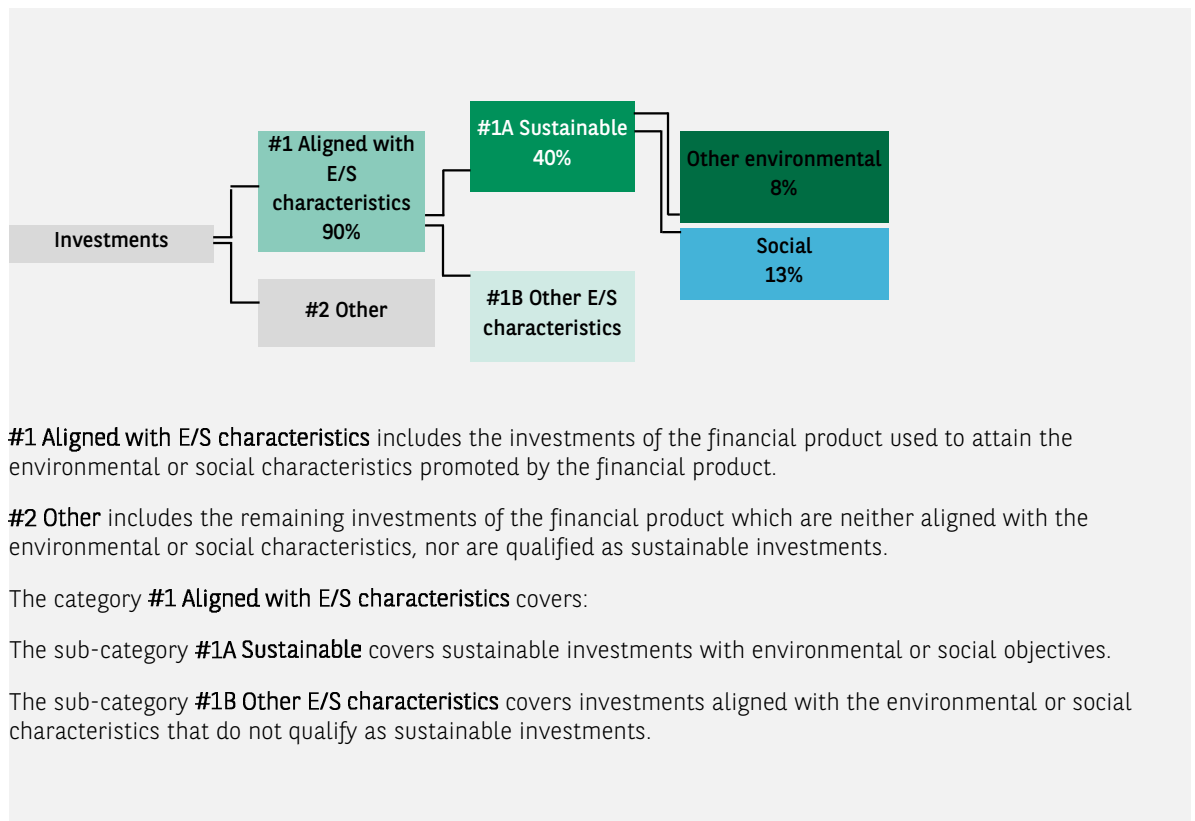 #1A Sustainable
40%
#1 Aligned with
E/S
characteristics
90%
Other environmental
8%
Investments
Social
13%
#2 Other
#1B Other E/S
characteristics
#1 Aligned with E/S characteristics includes the investments of the financial product used to attain the
environmental or social characteristics promoted by the financial product.
#2 Other includes the remaining investments of the financial product which are neither aligned with the
environmental or social characteristics, nor are qualified as sustainable investments.
The category #1 Aligned with E/S characteristics covers:
The sub-category #1A Sustainable covers sustainable investments with environmental or social objectives.
The sub-category #1B Other E/S characteristics covers investments aligned with the environmental or social
characteristics that do not qualify as sustainable investments.